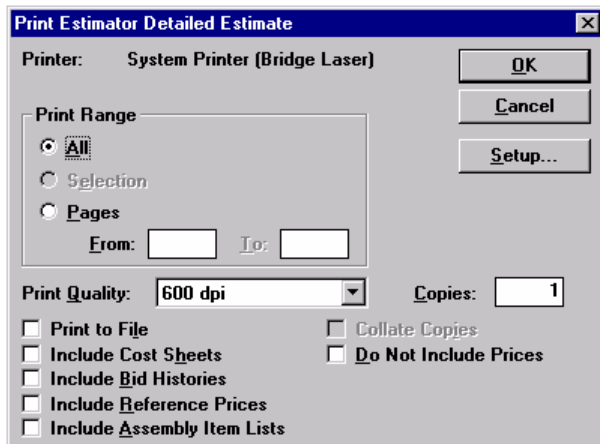 Print Estimator Detailed Estimate
Printer: System Printer (Bridge Laser)
OK
Cancel
Setup...
Print Range
All
Selection
Pages
From: To:
Print Quality: 600 dpi Copies: 1
Print to File Collate Copies
Include Cost Sheets Do Not Include Prices
Include Bid Histories
Include Reference Prices
Include Assembly Item Lists